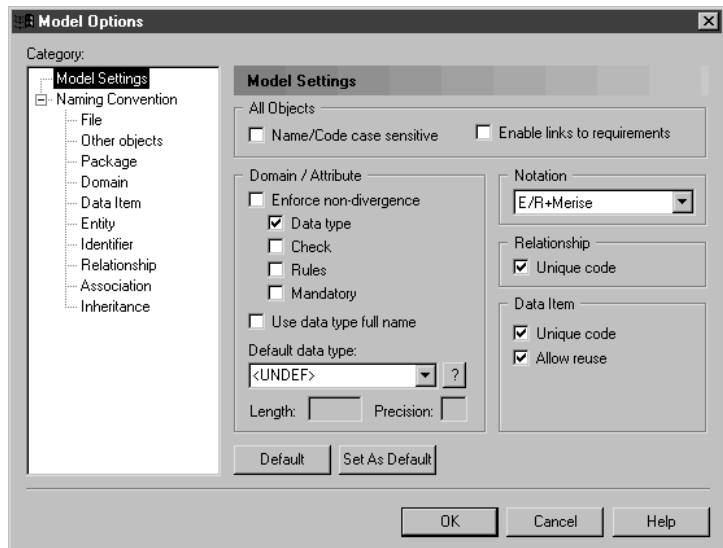 Model Options
Category:
Model Settings
Naming Convention
File
Other objects
Package
Domain
Data Item
Entity
Identifier
Relationship
Association
Inheritance
Model Settings
All Objects
Name/Code case sensitive
Enable links to requirements
Domain / Attribute
Enforce non-divergence
Data type
Check
Rules
Mandatory
Use data type full name
Default data type:
<UNDEF>
?
Length:
Precision:
Notation
E/R+Merise
Relationship
Unique code
Data Item
Unique code
Allow reuse
Default
Set As Default
OK
Cancel
Help